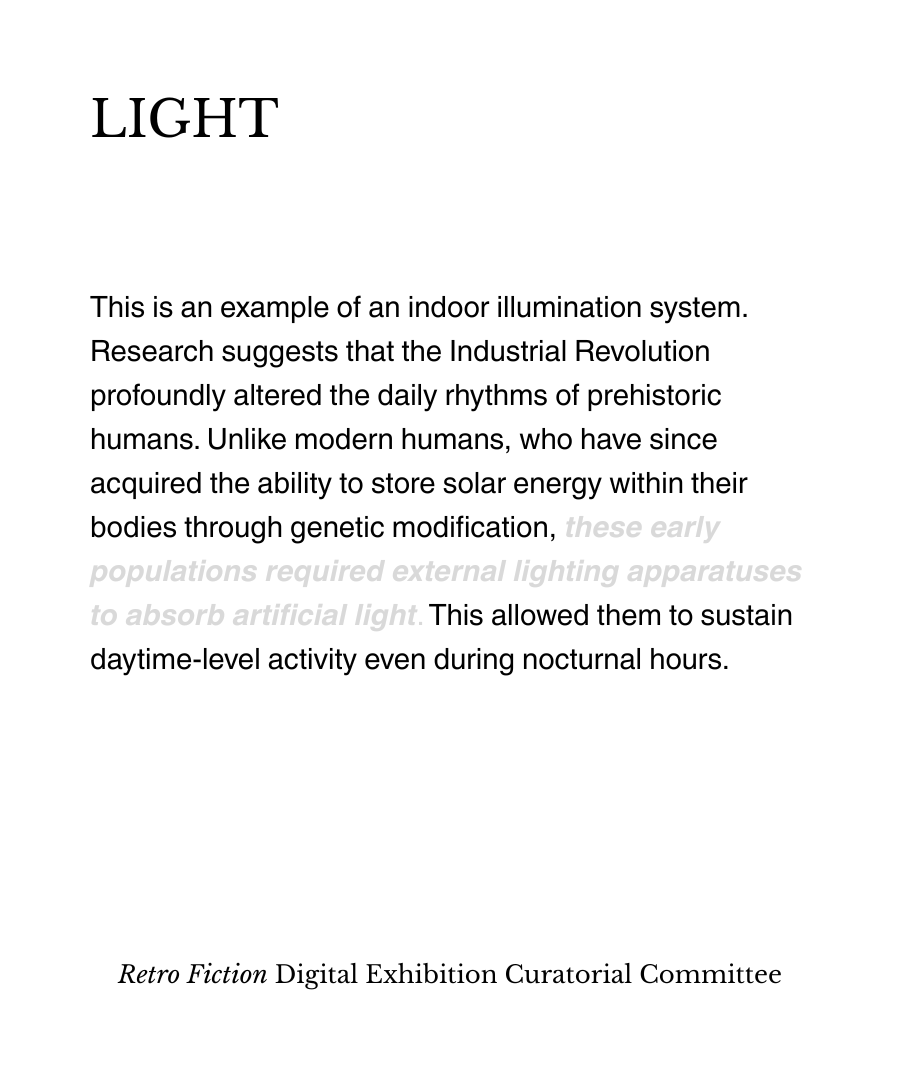 LIGHT
This is an example of an indoor illumination system.
Research suggests that the Industrial Revolution
profoundly altered the daily rhythms of prehistoric
humans. Unlike modern humans, who have since
acquired the ability to store solar energy within their
bodies through genetic modification, these early
populations required external lighting apparatuses
to absorb artificial light. This allowed them to sustain
daytime-level activity even during nocturnal hours.
Retro Fiction Digital Exhibition Curatorial Committee